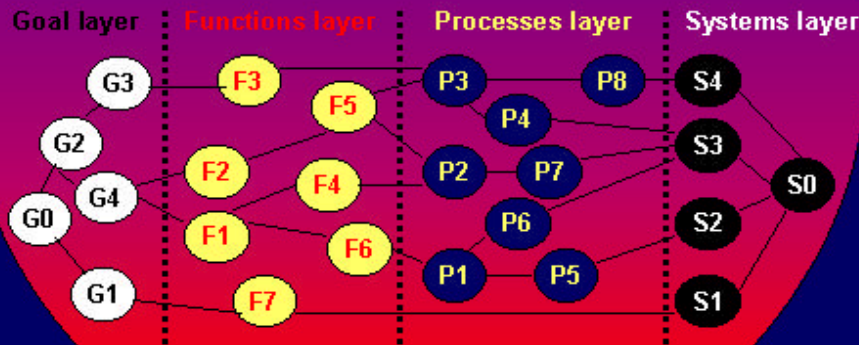 Goal layer Functions layer Processes layer Systems layer
G3 F3 P3 P8 S4
F5 P4
G2 S3
F2 P2 P7
G4 F4 S0
G0 F1 P6 S2
F6 P1 P5
G1 F7 S1